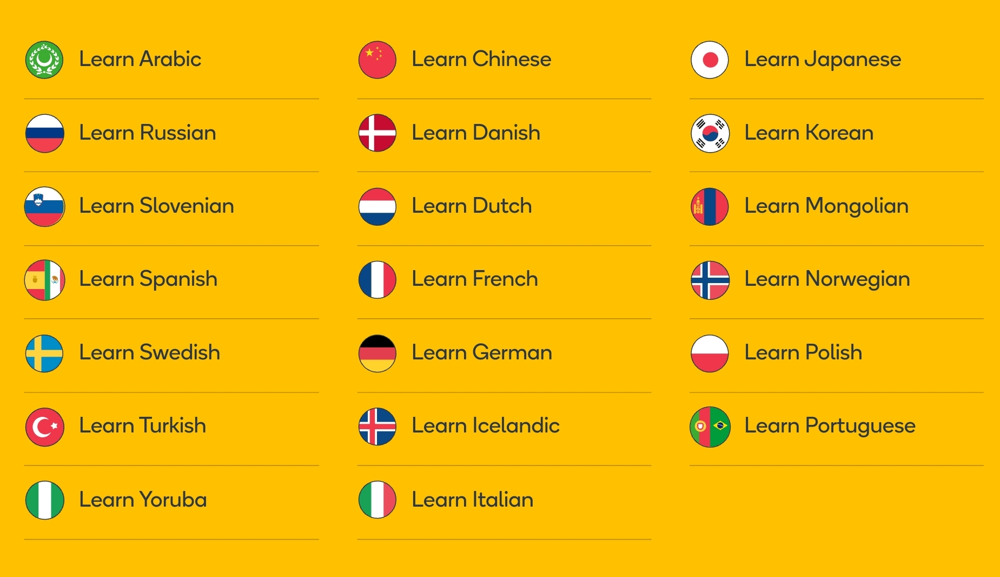 Learn Arabic
Learn Chinese
Learn Japanese
Learn Russian
Learn Danish
Learn Korean
Learn Slovenian
Learn Dutch
Learn Mongolian
Learn Spanish
Learn French
Learn Norwegian
Learn Swedish
Learn German
Learn Polish
Learn Turkish
Learn Icelandic
Learn Portuguese
Learn Yoruba
Learn Italian